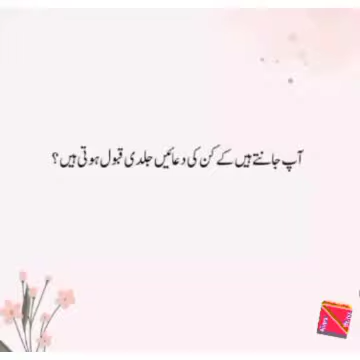 آپ جانتے ہیں کے کن کی دعائیں جلدی قبول ہوتی ہیں؟